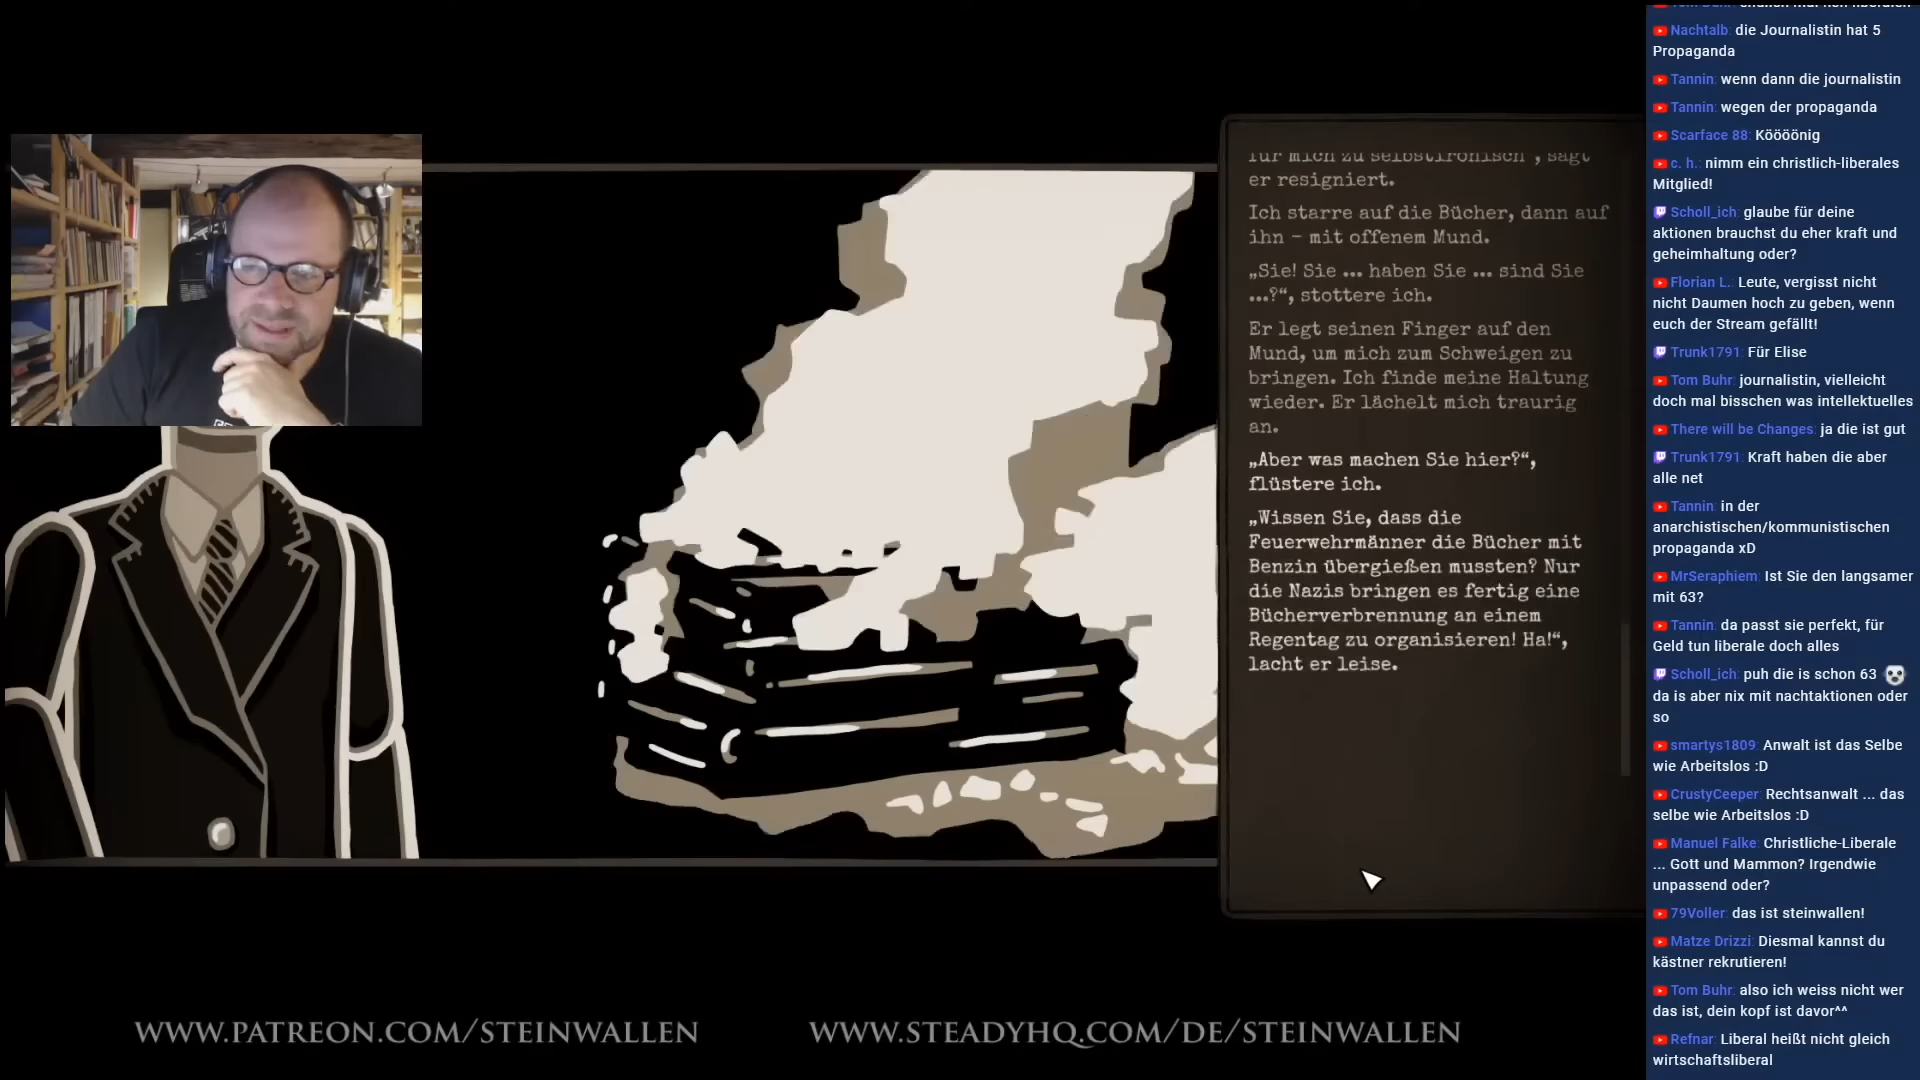 für mich zu selbstironisch“, sagt
er resigniert.
Ich starre auf die Bücher, dann auf
ihn – mit offenem Mund.
„Sie! Sie … haben Sie … sind Sie
…?“, stottere ich.
Er legt seinen Finger auf den
Mund, um mich zum Schweigen zu
bringen. Ich finde meine Haltung
wieder. Er lächelt mich traurig
an.
„Aber was machen Sie hier?“,
flüstere ich.
„Wissen Sie, dass die
Feuerwehrmänner die Bücher mit
Benzin übergießen mussten? Nur
die Nazis bringen es fertig eine
Bücherverbrennung an einem
Regentag zu organisieren! Ha!“,
lacht er leise.
WWW.PATREON.COM/STEINWALLEN
WWW.STEADYHQ.COM/DE/STEINWALLEN
Nachtalb: die Journalistin hat 5
Propaganda
Tannin: wenn dann die journalistin
Tannin: wegen der propaganda
Scarface 88: Köööönig
c. h.: nimm ein christlich-liberales
Mitglied!
Scholl_ich: glaube für deine
aktionen brauchst du eher kraft und
geheimhaltung oder?
Florian L.: Leute, vergisst nicht
nicht Daumen hoch zu geben, wenn
euch der Stream gefällt!
Trunk1791: Für Elise
Tom Buhr: journalistin, vielleicht
doch mal bisschen was intellektuelles
There will be Changes: ja die ist gut
Trunk1791: Kraft haben die aber
alle net
Tannin: in der
anarchistischen/kommunistischen
propaganda xD
MrSeraphiem: Ist Sie den langsamer
mit 63?
Tannin: da passt sie perfekt, für
Geld tun liberale doch alles
Scholl_ich: puh die is schon 63
da is aber nix mit nachtaktionen oder
so
smartys1809: Anwalt ist das Selbe
wie Arbeitslos :D
CrustyCeeper: Rechtsanwalt ... das
selbe wie Arbeitslos :D
Manuel Falke: Christliche-Liberale
... Gott und Mammon? Irgendwie
unpassend oder?
79Voller: das ist steinwallen!
Matze Drizzi: Diesmal kannst du
kästner rekrutieren!
Tom Buhr: also ich weiss nicht wer
das ist, dein kopf ist davor^^
Refnar: Liberal heißt nicht gleich
wirtschaftsliberal